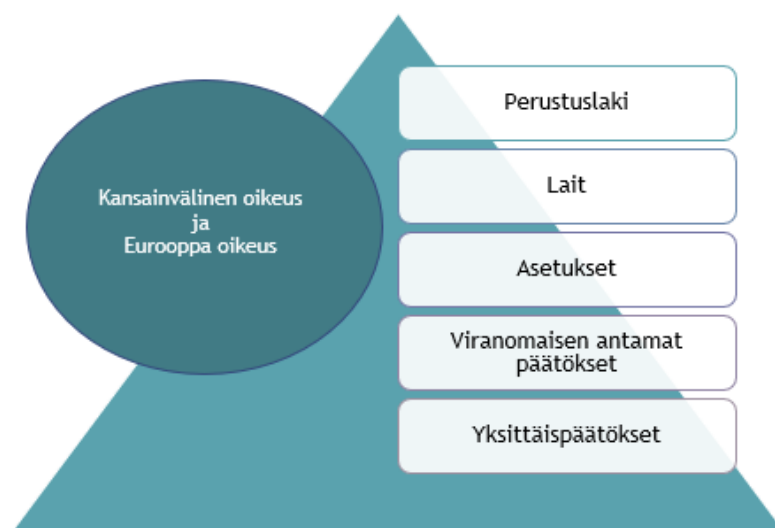 Kansainvälinen oikeus
ja
Eurooppa oikeus
Perustuslaki
Lait
Asetukset
Viranomaisen antamat
päätökset
Yksittäispäätökset